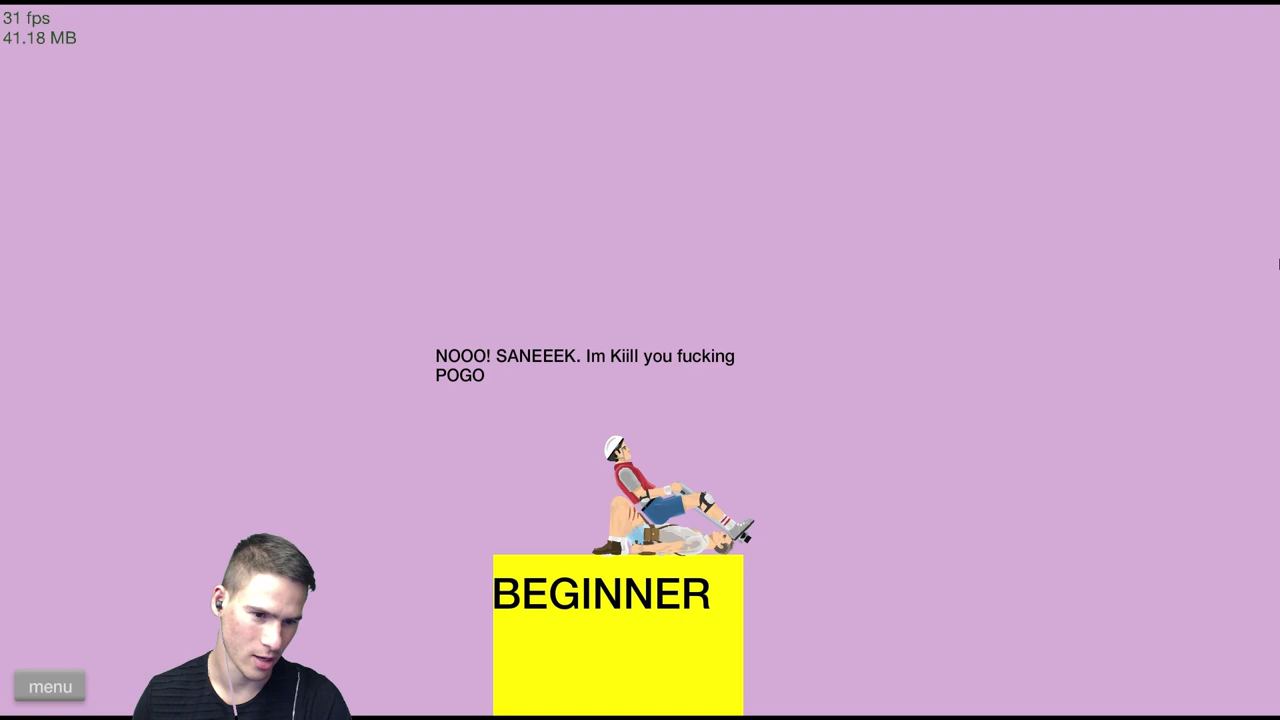 31 fps
41.18 MB
NOOO! SANEEEK. Im Kiill you fucking
POGO
BEGINNER
menu